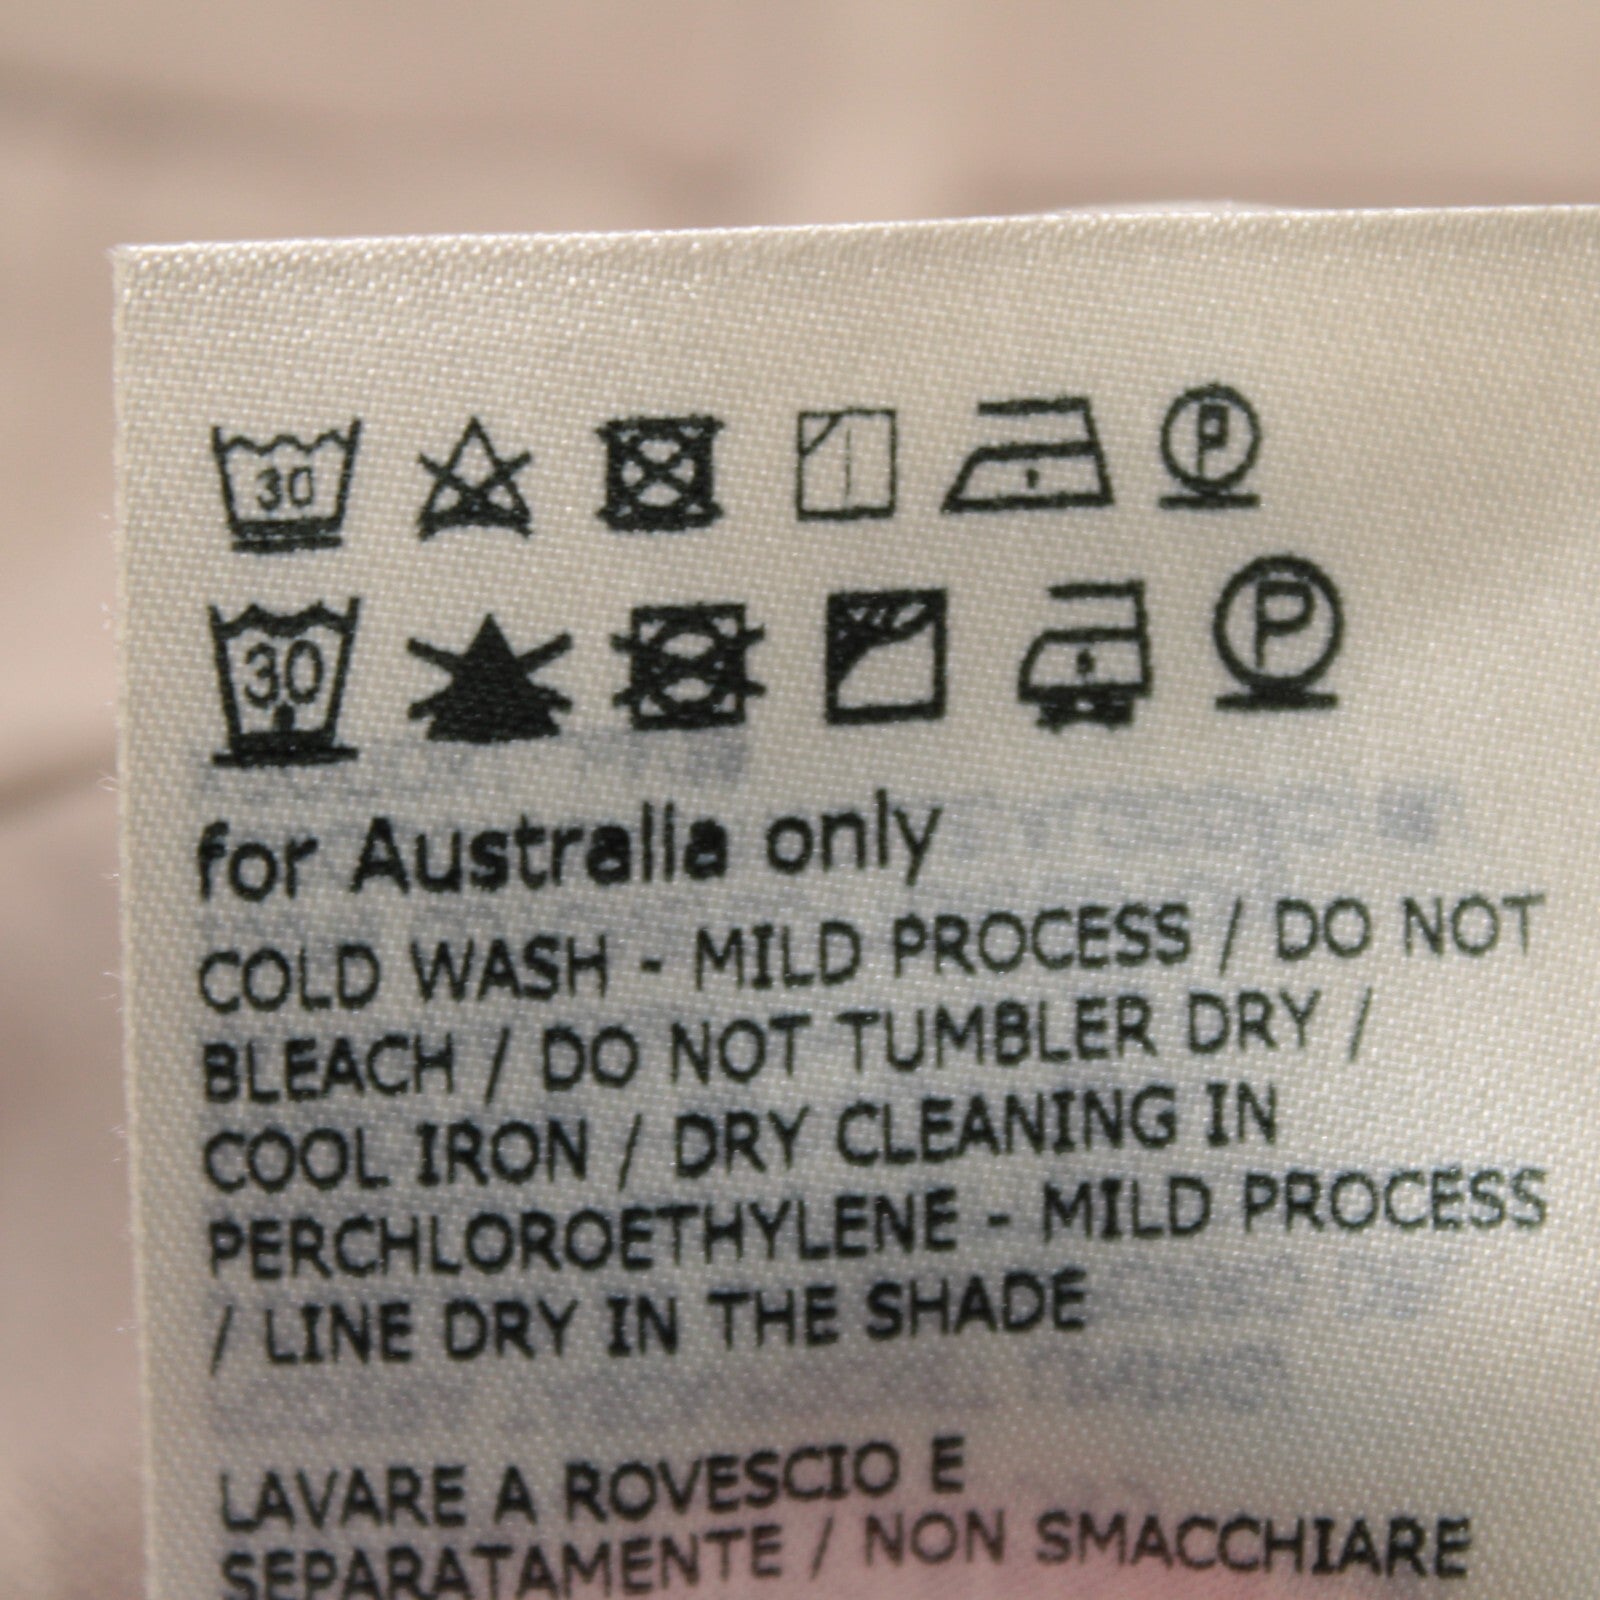 30
P
30
P
for Australia only
COLD WASH - MILD PROCESS / DO NOT
BLEACH / DO NOT TUMBLER DRY /
COOL IRON / DRY CLEANING IN
PERCHLOROETHYLENE - MILD PROCESS
/ LINE DRY IN THE SHADE
LAVARE A ROVESCIO E
SEPARATAMENTE / NON SMACCHIARE